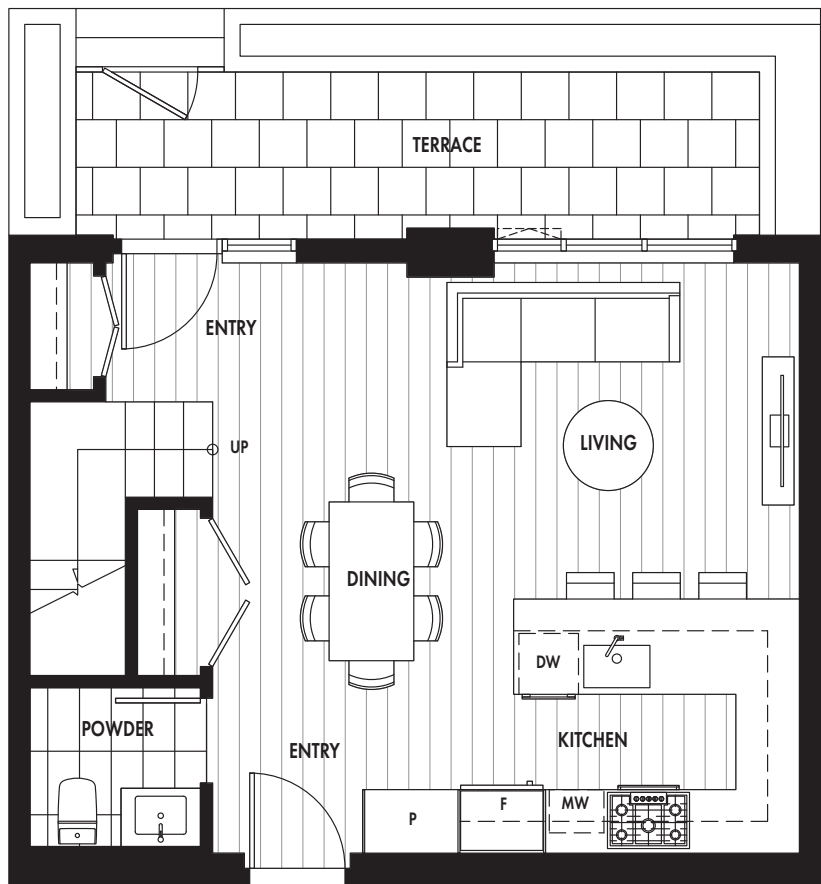 TERRACE
ENTRY
UP
LIVING
DINING
DW
POWDER
ENTRY
KITCHEN
P
F
MW